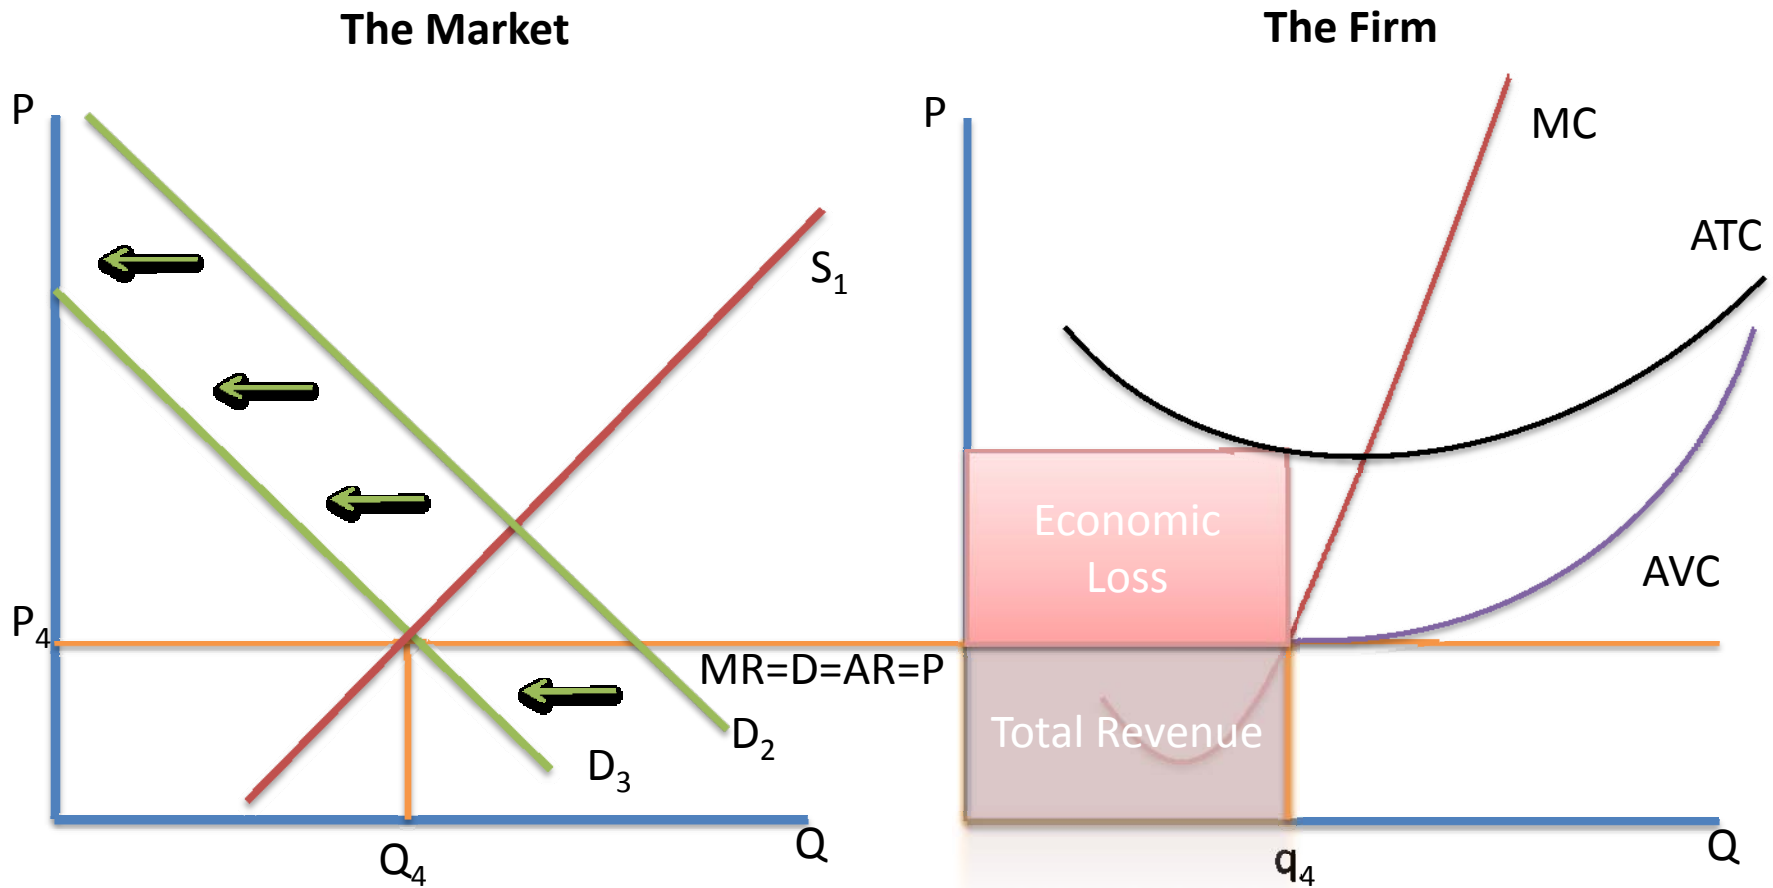 The Market
The Firm
P
S₁
P₄
MR=D=AR=P
D₂
D₃
Q
Q₄
P
MC
ATC
Economic
Loss
AVC
Total Revenue
Q
q₄